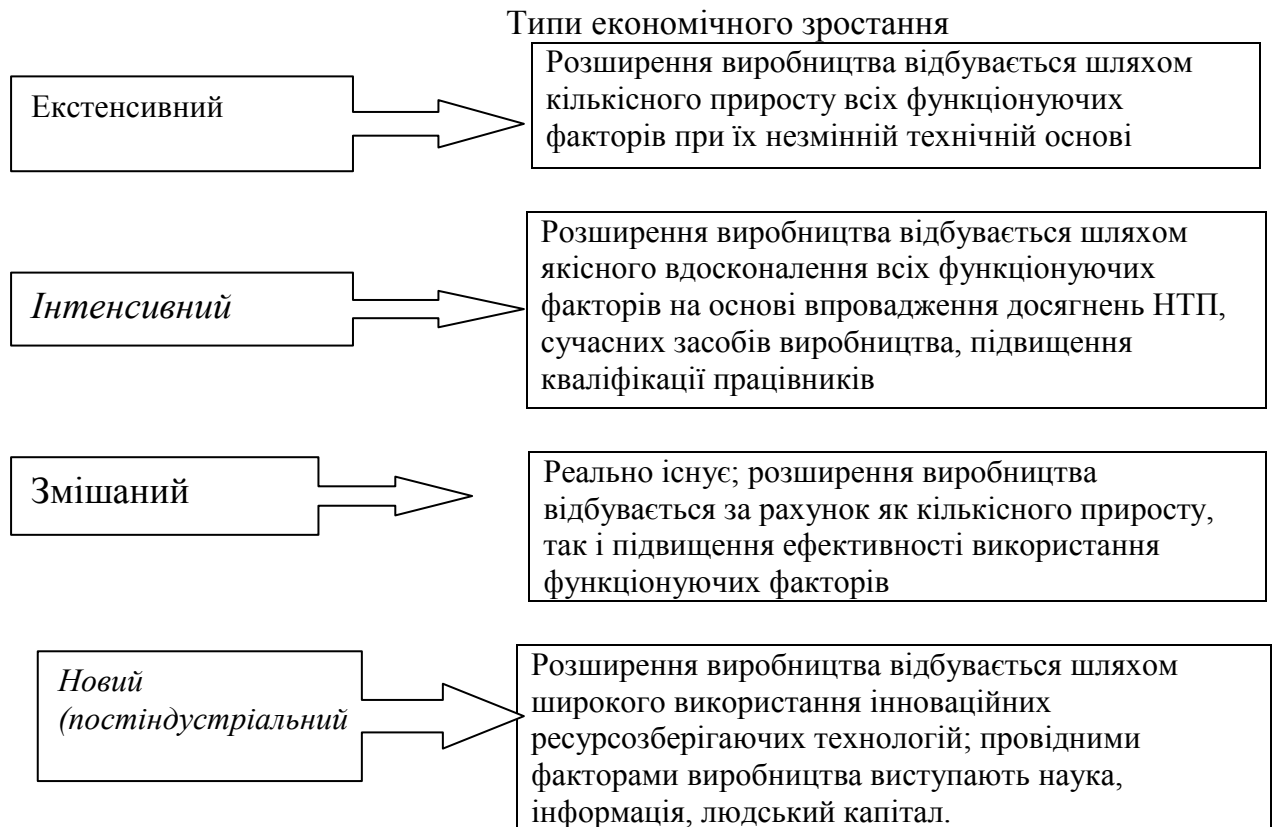 Типи економічного зростання
Екстенсивний
Розширення виробництва відбувається шляхом
кількісного приросту всіх функціонуючих
факторів при їх незмінній технічній основі
Інтенсивний
Розширення виробництва відбувається шляхом
якісного вдосконалення всіх функціонуючих
факторів на основі впровадження досягнень НТП,
сучасних засобів виробництва, підвищення
кваліфікації працівників
Змішаний
Реально існує; розширення виробництва
відбувається за рахунок як кількісного приросту,
так і підвищення ефективності використання
функціонуючих факторів
Новий
(постіндустріальний
Розширення виробництва відбувається шляхом
широкого використання інноваційних
ресурсозберігаючих технологій; провідними
факторами виробництва виступають наука,
інформація, людський капітал.